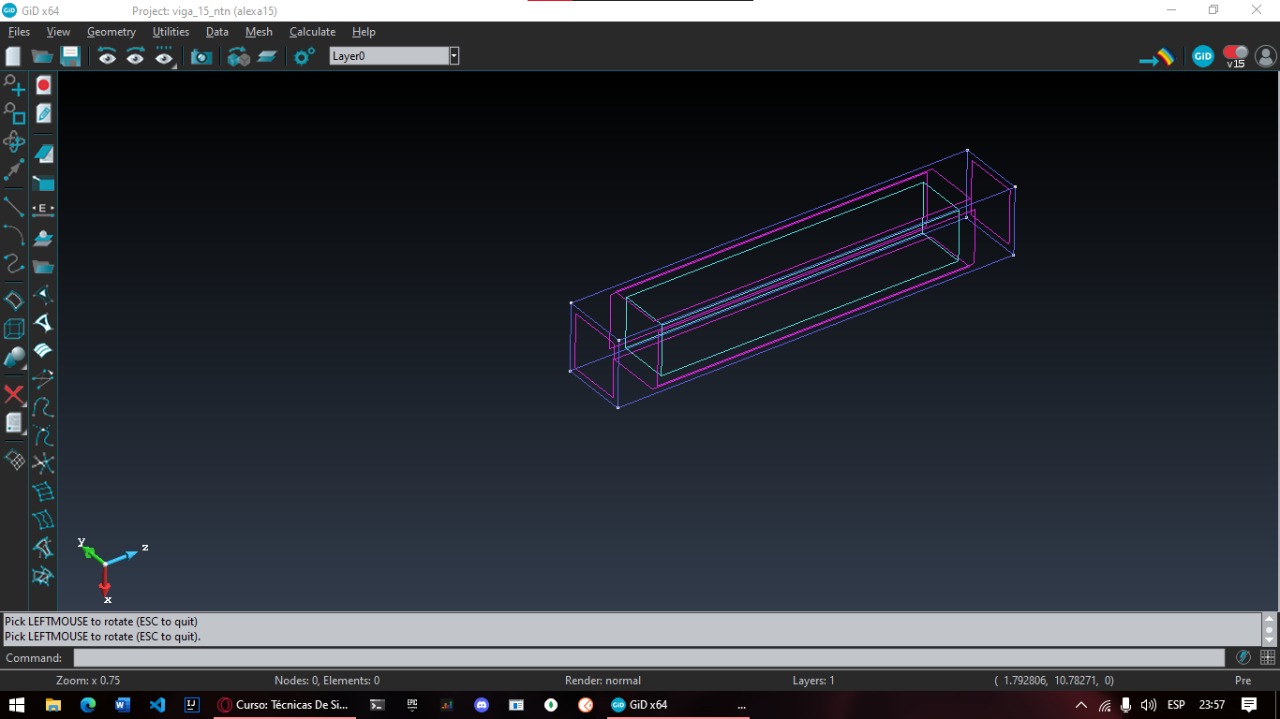 GiD x64
Project: viga_15_ntn (alexa15)
Files View Geometry Utilities Data Mesh Calculate Help
Layer0
GiD
v15
E
y
z
x
Pick LEFTMOUSE to rotate (ESC to quit)
Pick LEFTMOUSE to rotate (ESC to quit).
Command:
Zoom: x 0.75 Nodes: 0, Elements: 0 Render: normal Layers: 1 ( 1.792806, 10.78271, 0) Pre
Curso: Técnicas De Si... GiD x64 ... ESP 23:57